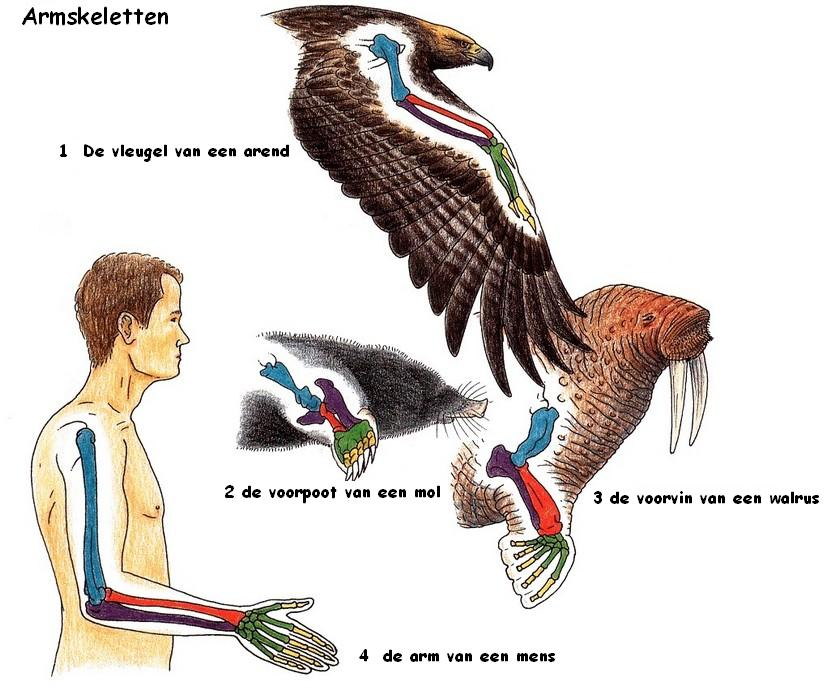 Armskeletten
1 De vleugel van een arend
2 de voorpoot van een mol
3 de voorvin van een walrus
4 de arm van een mens